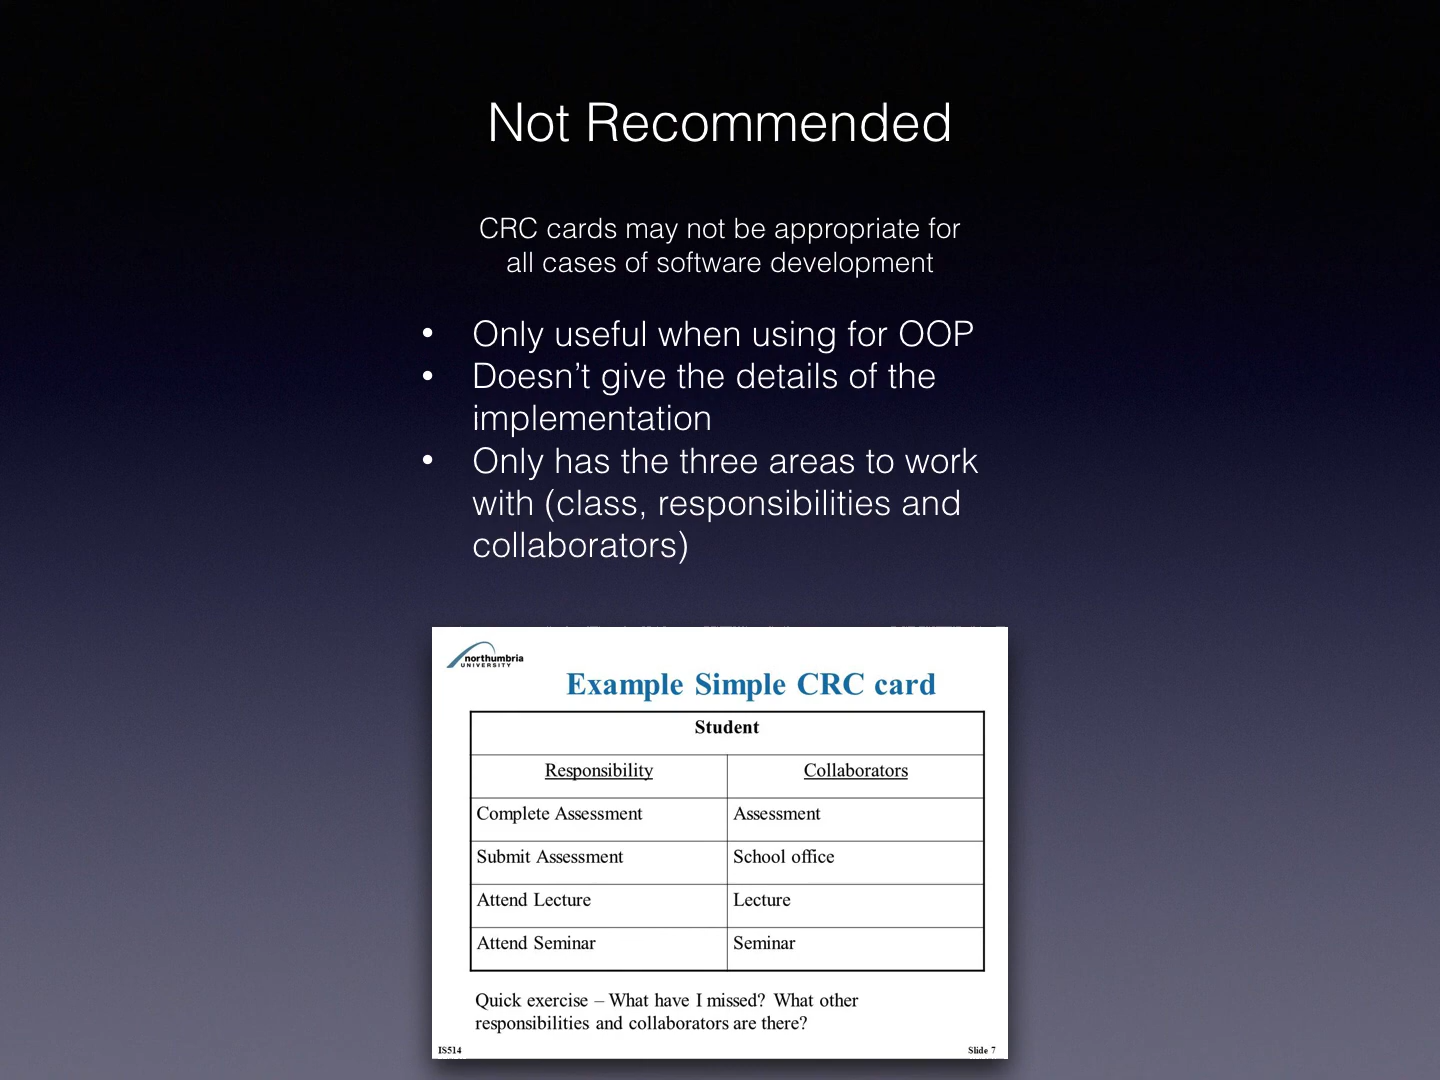 Not Recommended
CRC cards may not be appropriate for
all cases of software development
• Only useful when using for OOP
• Doesn’t give the details of the
implementation
• Only has the three areas to work
with (class, responsibilities and
collaborators)
northumbria
UNIVERSITY
Example Simple CRC card
Student
Responsibility Collaborators
Complete Assessment Assessment
Submit Assessment School office
Attend Lecture Lecture
Attend Seminar Seminar
Quick exercise – What have I missed? What other
responsibilities and collaborators are there?
IS514 Slide 7